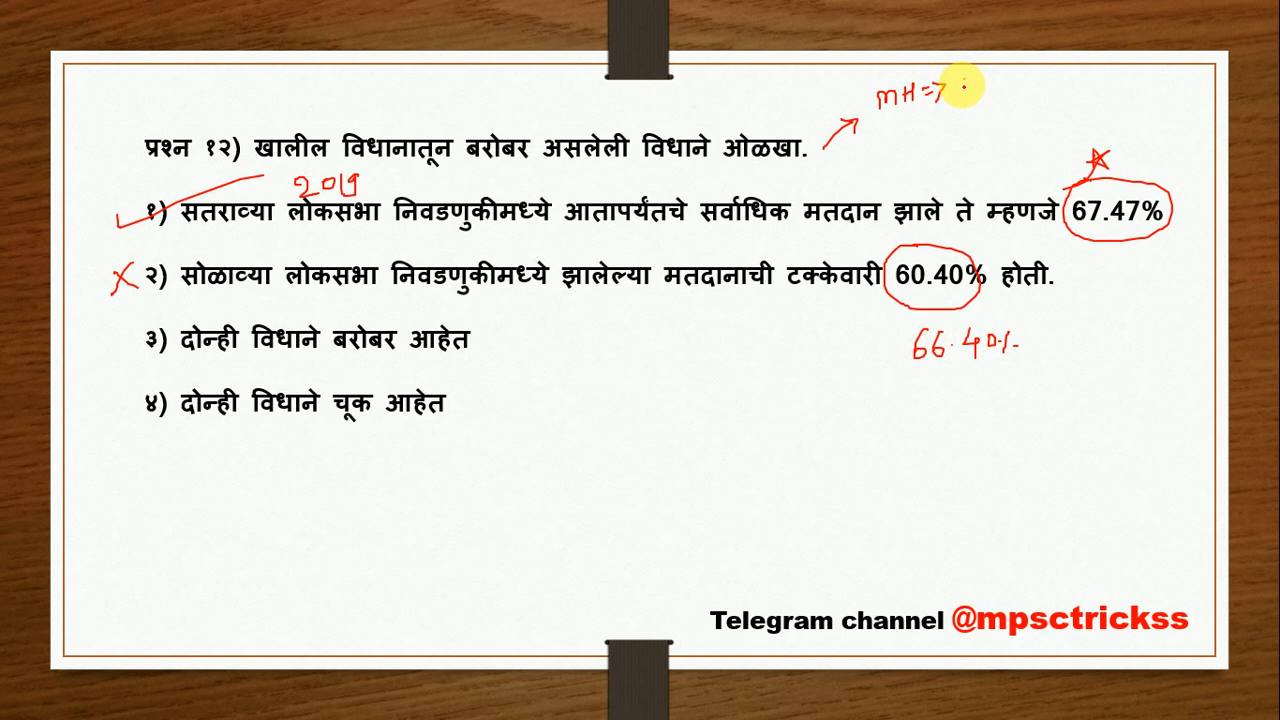 MH=>
प्रश्न १२) खालील विधानातून बरोबर असलेली विधाने ओळखा.
2019
१) सतराव्या लोकसभा निवडणुकीमध्ये आतापर्यंतचे सर्वाधिक मतदान झाले ते म्हणजे 67.47%
२) सोळाव्या लोकसभा निवडणुकीमध्ये झालेल्या मतदानाची टक्केवारी 60.40% होती.
66.40%
३) दोन्ही विधाने बरोबर आहेत
४) दोन्ही विधाने चूक आहेत
Telegram channel @mpsctrickss